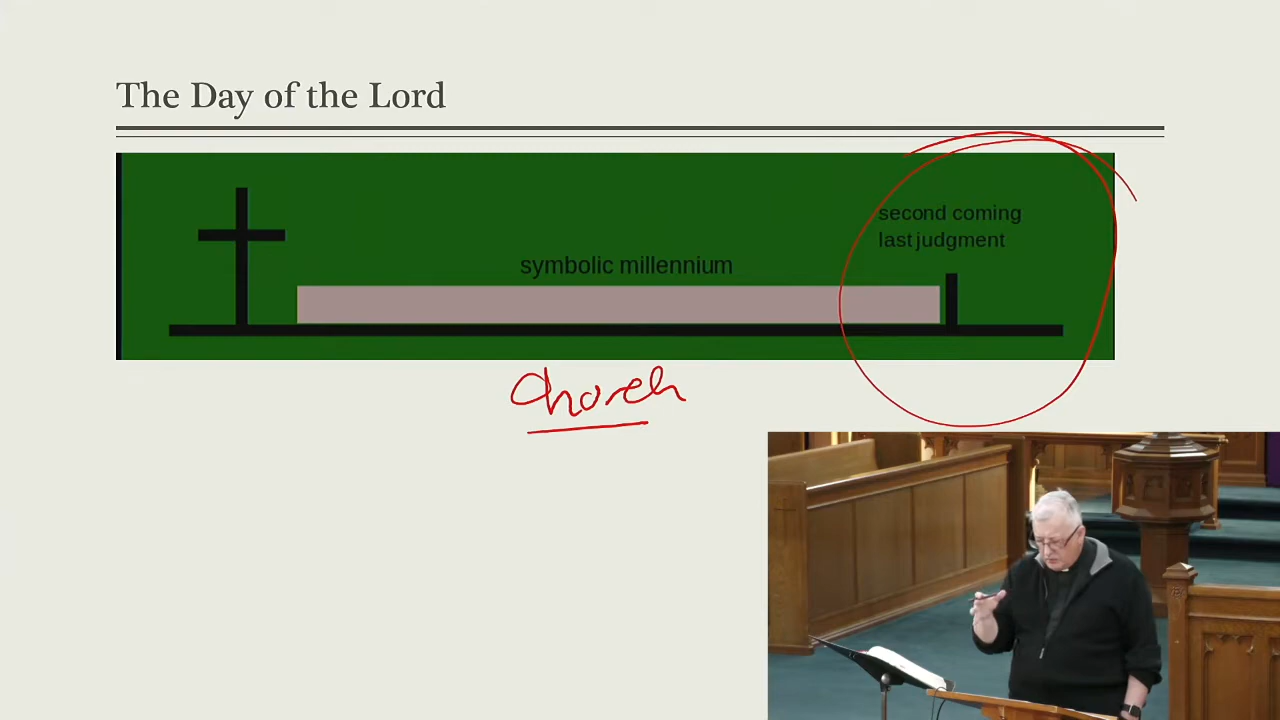 The Day of the Lord
second coming
last judgment
symbolic millennium
Church